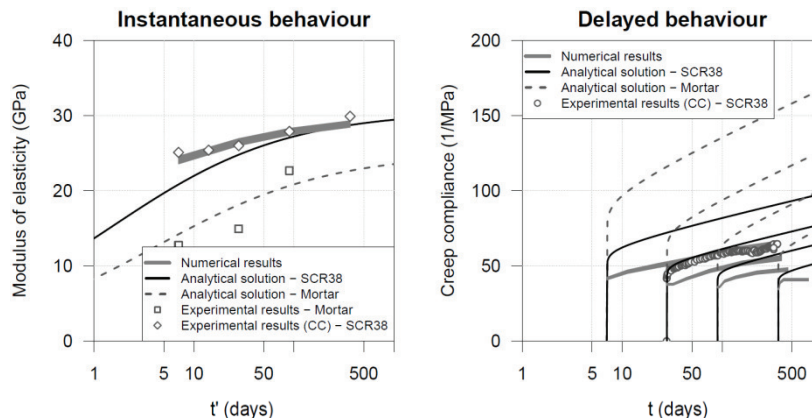 Instantaneous behaviour
Modulus of elasticity (GPa)
40
30
20
10
0
Numerical results
Analytical solution − SCR38
Analytical solution − Mortar
Experimental results − Mortar
Experimental results (CC) − SCR38
1 5 10 50 500
t' (days)
Delayed behaviour
Creep compliance (1/MPa)
200
150
100
50
0
Numerical results
Analytical solution − SCR38
Analytical solution − Mortar
Experimental results (CC) − SCR38
1 5 10 50 500
t (days)